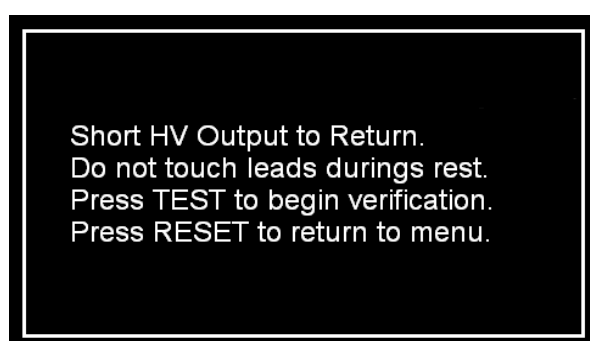 Short HV Output to Return.
Do not touch leads durings rest.
Press TEST to begin verification.
Press RESET to return to menu.